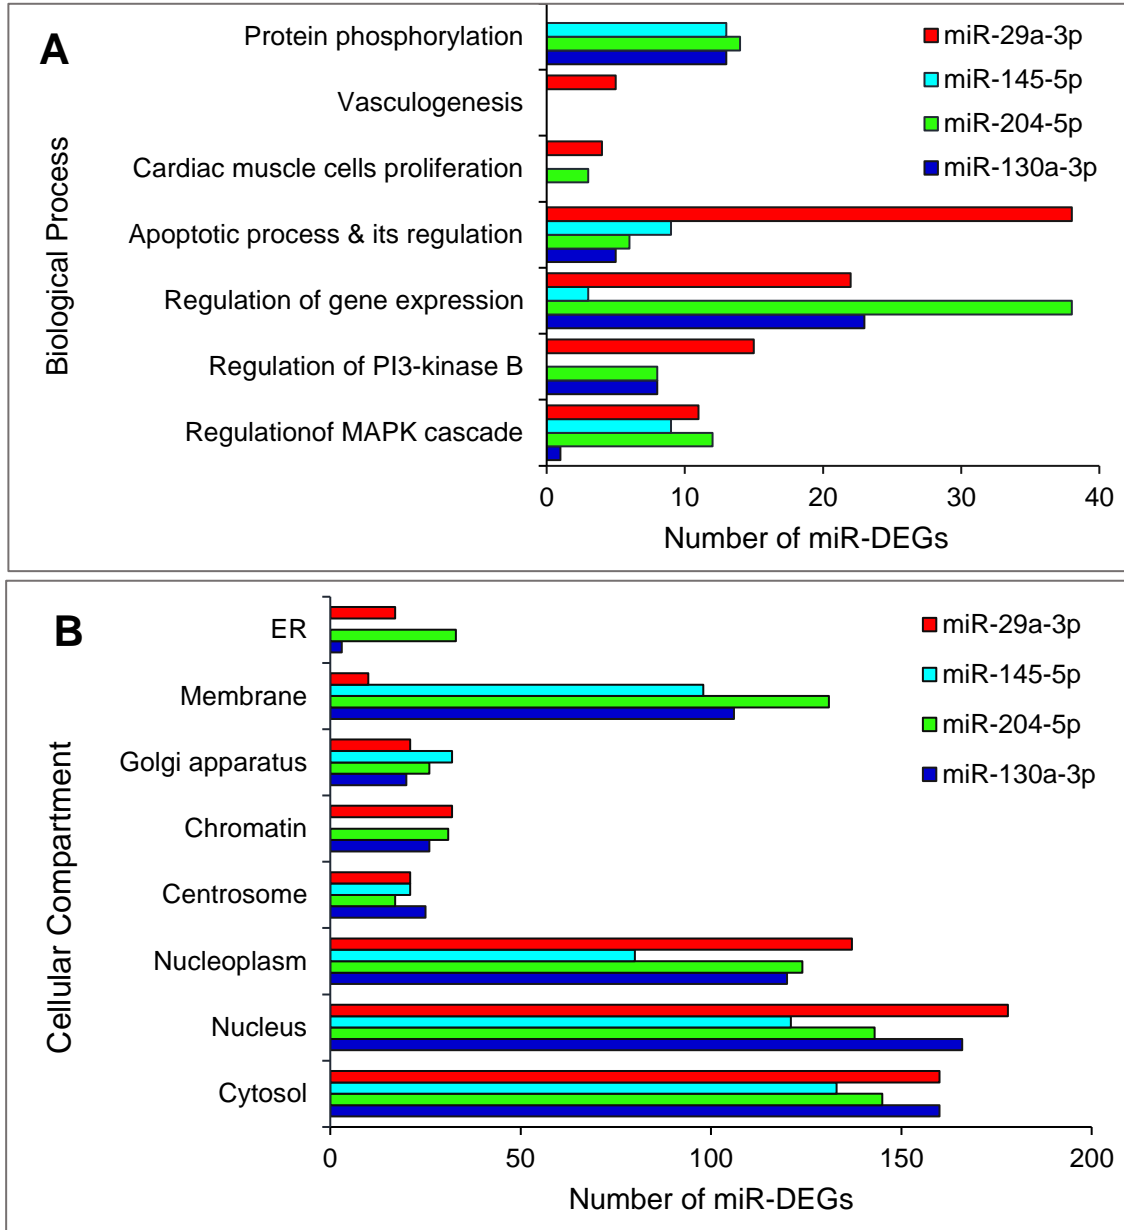 A
Biological Process
Protein phosphorylation
Vasculogenesis
Cardiac muscle cells proliferation
Apoptotic process & its regulation
Regulation of gene expression
Regulation of PI3-kinase B
Regulationof MAPK cascade
miR-29a-3p
miR-145-5p
miR-204-5p
miR-130a-3p
0 10 20 30 40
Number of miR-DEGs
B
Cellular Compartment
ER
Membrane
Golgi apparatus
Chromatin
Centrosome
Nucleoplasm
Nucleus
Cytosol
miR-29a-3p
miR-145-5p
miR-204-5p
miR-130a-3p
0 50 100 150 200
Number of miR-DEGs